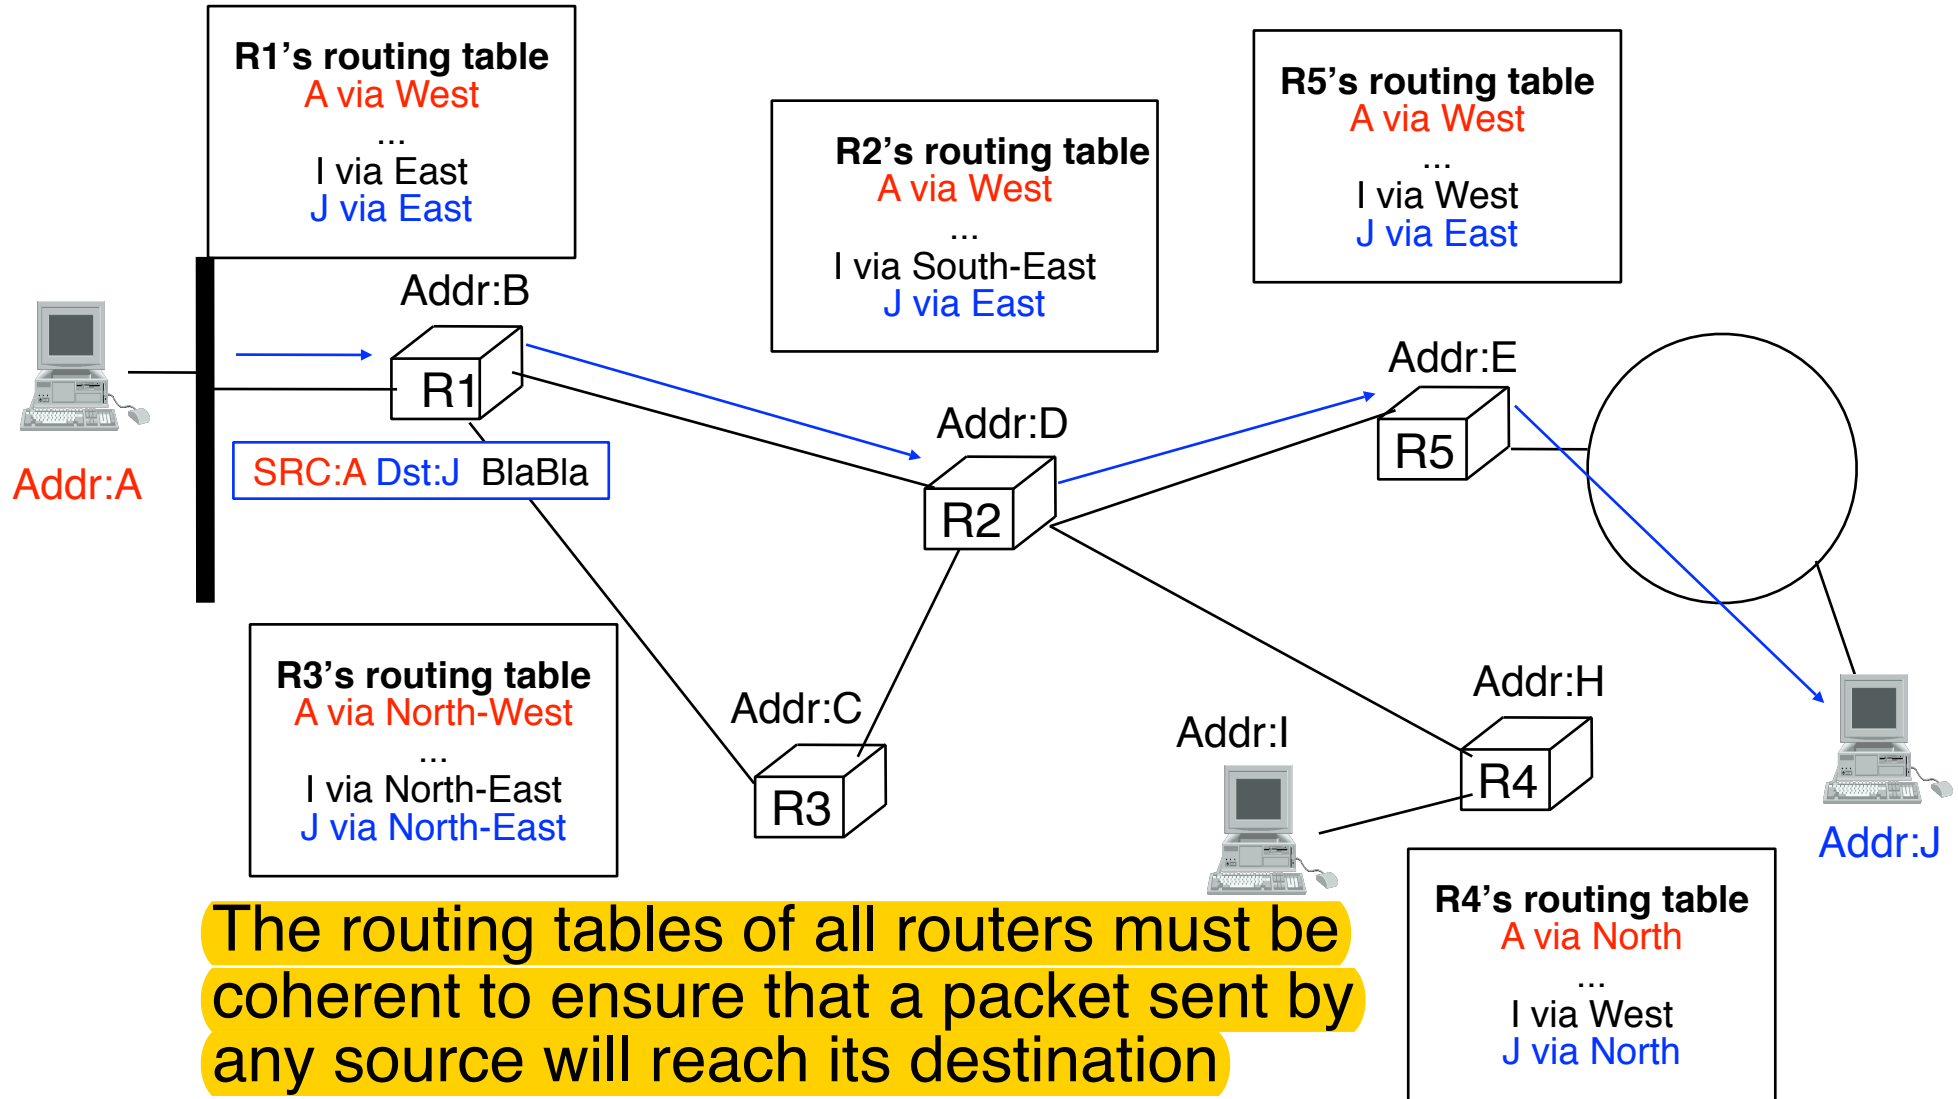 R1’s routing table
A via West
...
I via East
J via East
R2’s routing table
A via West
...
I via South-East
J via East
R5’s routing table
A via West
...
I via West
J via East
Addr:B
R1
Addr:A
SRC:A Dst:J BlaBla
Addr:D
R2
Addr:E
R5
R3’s routing table
A via North-West
...
I via North-East
J via North-East
Addr:C
R3
Addr:I
Addr:H
R4
Addr:J
R4’s routing table
A via North
...
I via West
J via North
The routing tables of all routers must be
coherent to ensure that a packet sent by
any source will reach its destination